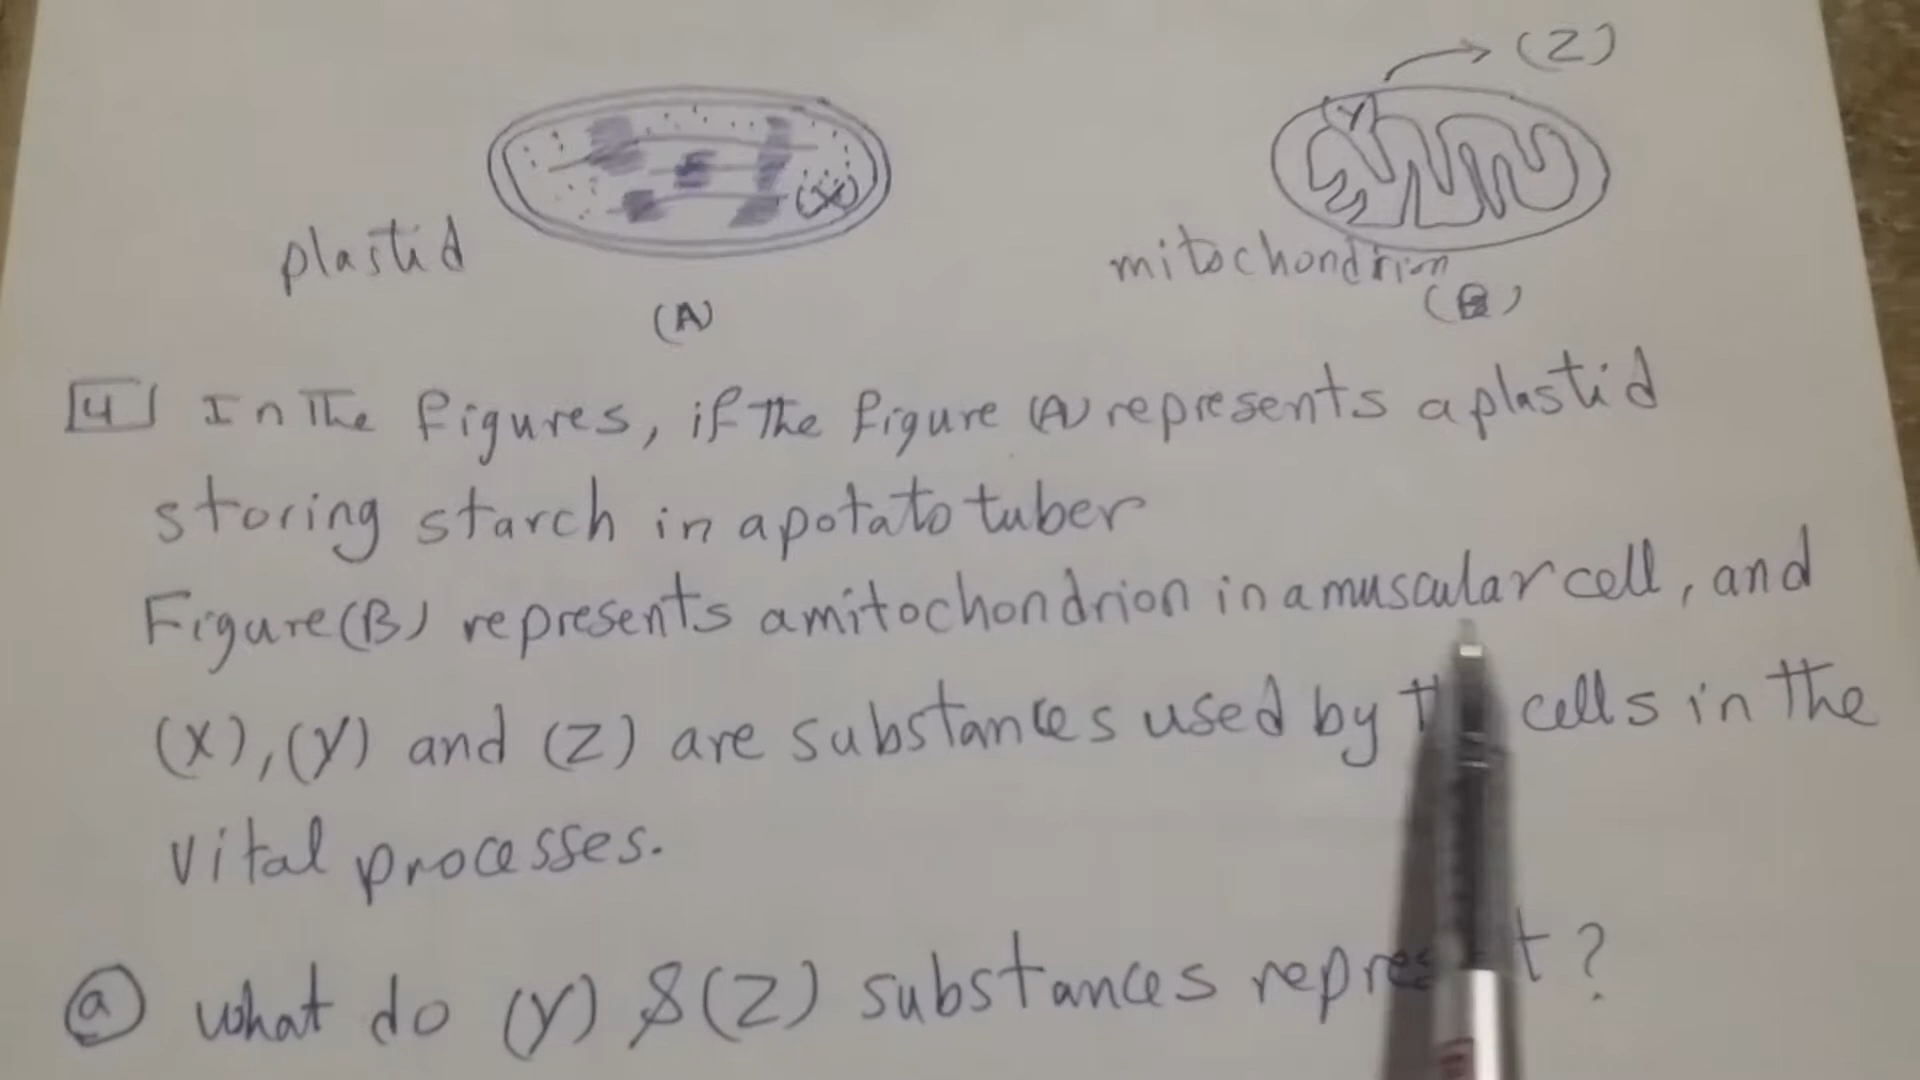 (Z)
Y
(X)
plastid
mitochondrion
(A)
(B)
4 In The figures, if the figure (A) represents a plastid
storing starch in a potato tuber
Figure (B) represents a mitochondrion in a muscular cell, and
(X), (Y) and (Z) are substances used by cells in the
vital processes.
a what do (Y) & (Z) substances ?